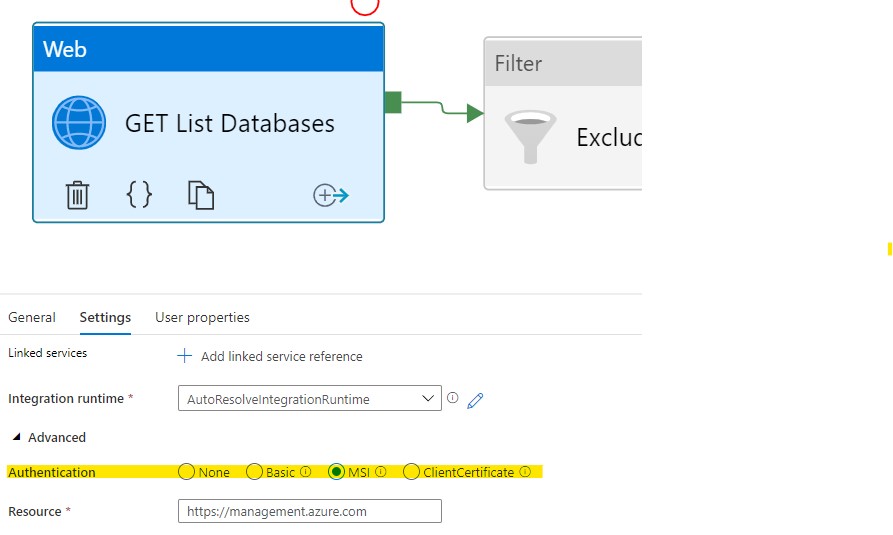 Web
Filter
GET List Databases
General Settings User properties
Linked services + Add linked service reference
Integration runtime * AutoResolveIntegrationRuntime
Advanced
Authentication None Basic MSI ClientCertificate
Resource * https://management.azure.com